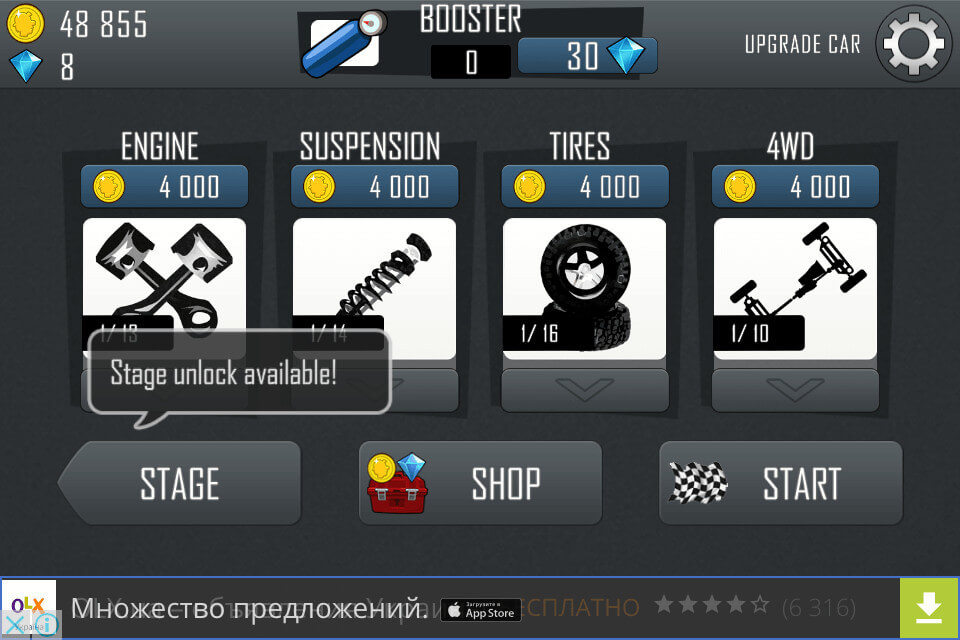 48 855
8
BOOSTER
0
30
UPGRADE CAR
ENGINE
4 000
1/13
SUSPENSION
4 000
1/14
TIRES
4 000
1/16
4WD
4 000
1/10
Stage unlock available!
STAGE
SHOP
START
OLX
Україна
Множество предложений.
Загрузите в
App Store
БЕСПЛАТНО
(6 316)